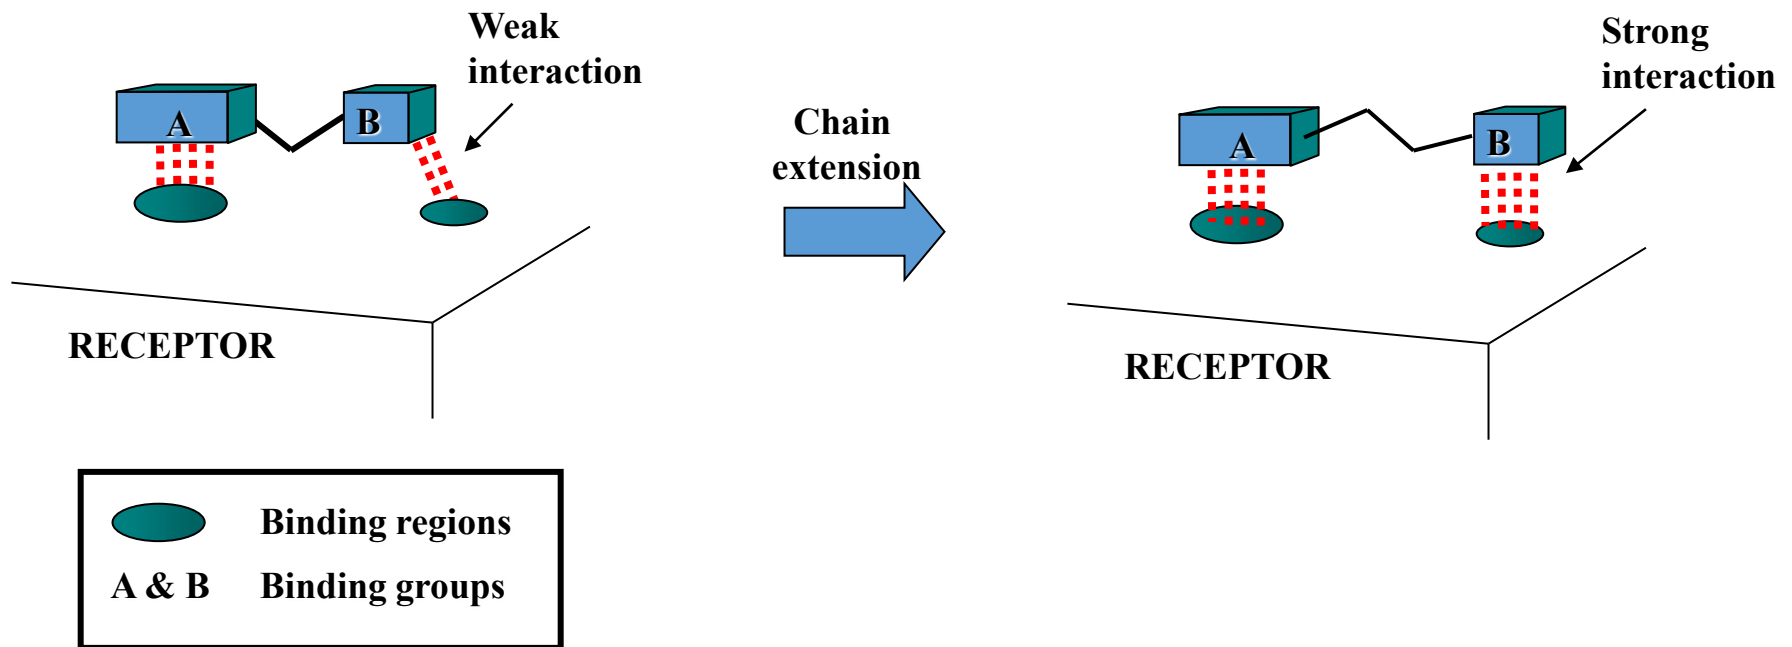 Weak
interaction
A
B
RECEPTOR
Chain
extension
Strong
interaction
A
B
RECEPTOR
Binding regions
A & B Binding groups